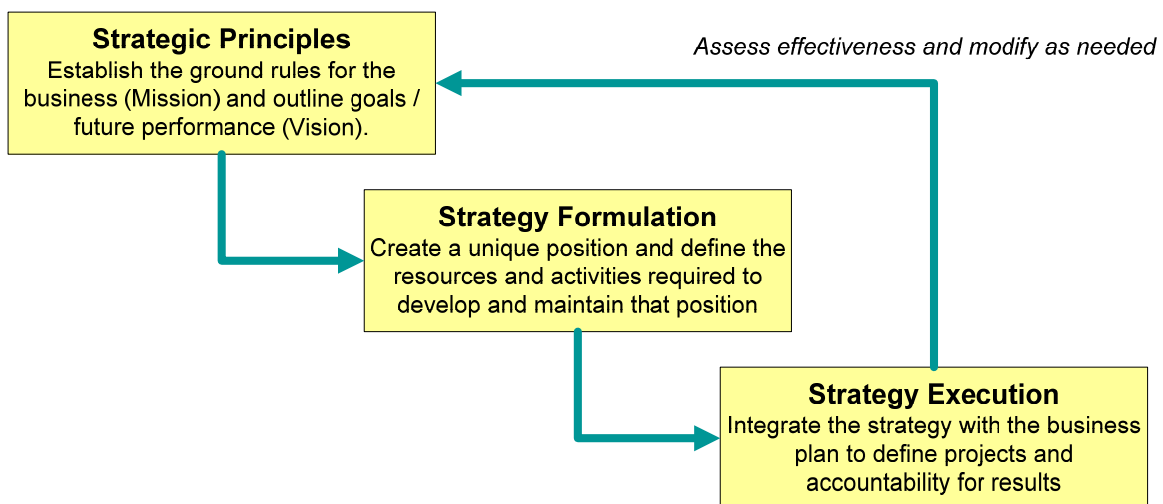 Strategic Principles
Establish the ground rules for the
business (Mission) and outline goals /
future performance (Vision).
Assess effectiveness and modify as needed
Strategy Formulation
Create a unique position and define the
resources and activities required to
develop and maintain that position
Strategy Execution
Integrate the strategy with the business
plan to define projects and
accountability for results